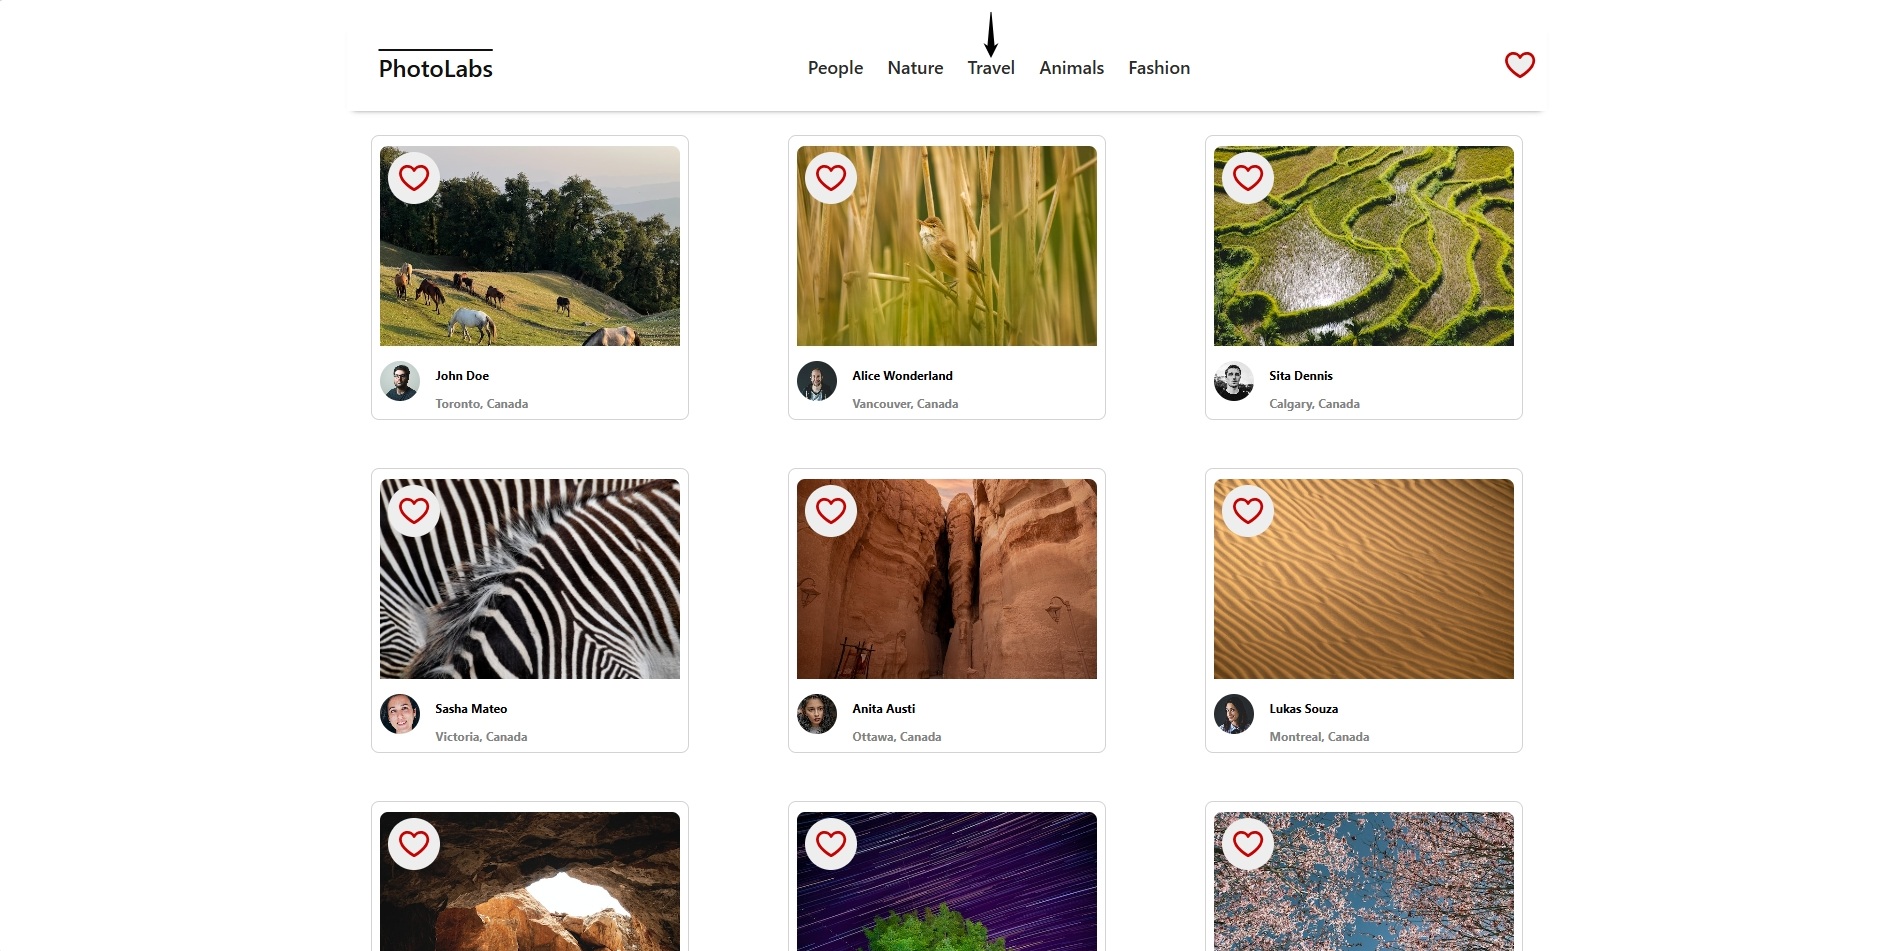 PhotoLabs
People Nature Travel Animals Fashion
John Doe
Toronto, Canada
Alice Wonderland
Vancouver, Canada
Sita Dennis
Calgary, Canada
Sasha Mateo
Victoria, Canada
Anita Austi
Ottawa, Canada
Lukas Souza
Montreal, Canada